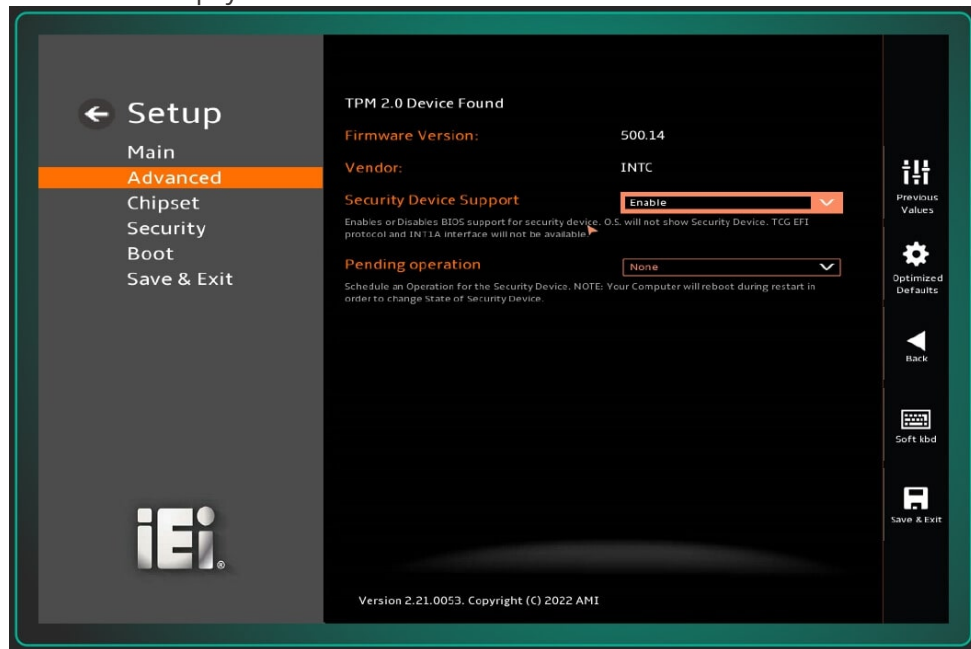 ← Setup
Main
Advanced
Chipset
Security
Boot
Save & Exit
TPM 2.0 Device Found
Firmware Version: 500.14
Vendor: INTC
Security Device Support Enable
Enables or Disables BIOS support for security device. O.S. will not show Security Device. TCG EFI
protocol and INT1A interface will not be available.
Pending operation None
Schedule an Operation for the Security Device. NOTE: Your Computer will reboot during restart in
order to change State of Security Device.
Previous
Values
Optimized
Defaults
Back
Soft kbd
Save & Exit
iEi®
Version 2.21.0053. Copyright (C) 2022 AMI